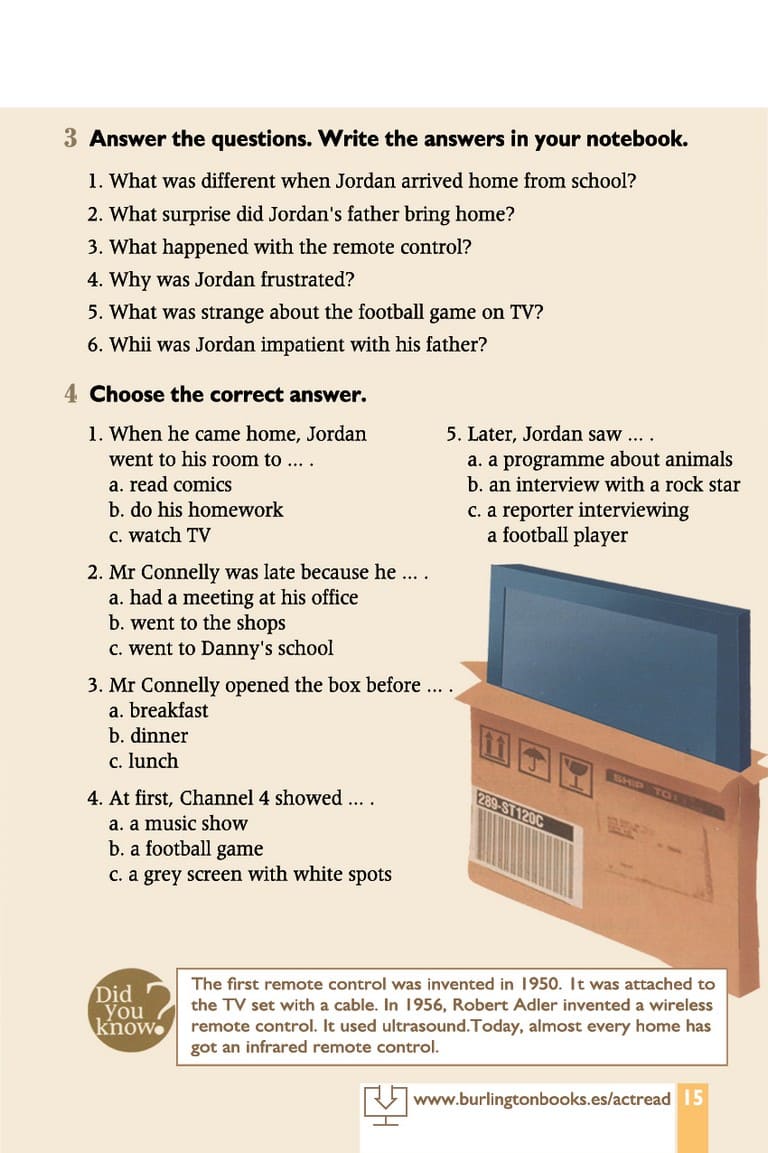 3 Answer the questions. Write the answers in your notebook.
1. What was different when Jordan arrived home from school?
2. What surprise did Jordan's father bring home?
3. What happened with the remote control?
4. Why was Jordan frustrated?
5. What was strange about the football game on TV?
6. Whii was Jordan impatient with his father?
4 Choose the correct answer.
1. When he came home, Jordan
went to his room to ... .
a. read comics
b. do his homework
c. watch TV
2. Mr Connelly was late because he ... .
a. had a meeting at his office
b. went to the shops
c. went to Danny's school
3. Mr Connelly opened the box before ... .
a. breakfast
b. dinner
c. lunch
4. At first, Channel 4 showed ... .
a. a music show
b. a football game
c. a grey screen with white spots
5. Later, Jordan saw ... .
a. a programme about animals
b. an interview with a rock star
c. a reporter interviewing
a football player
SHIP TO:
289-ST120C
Did
you
know?
The first remote control was invented in 1950. It was attached to
the TV set with a cable. In 1956, Robert Adler invented a wireless
remote control. It used ultrasound.Today, almost every home has
got an infrared remote control.
www.burlingtonbooks.es/actread 15